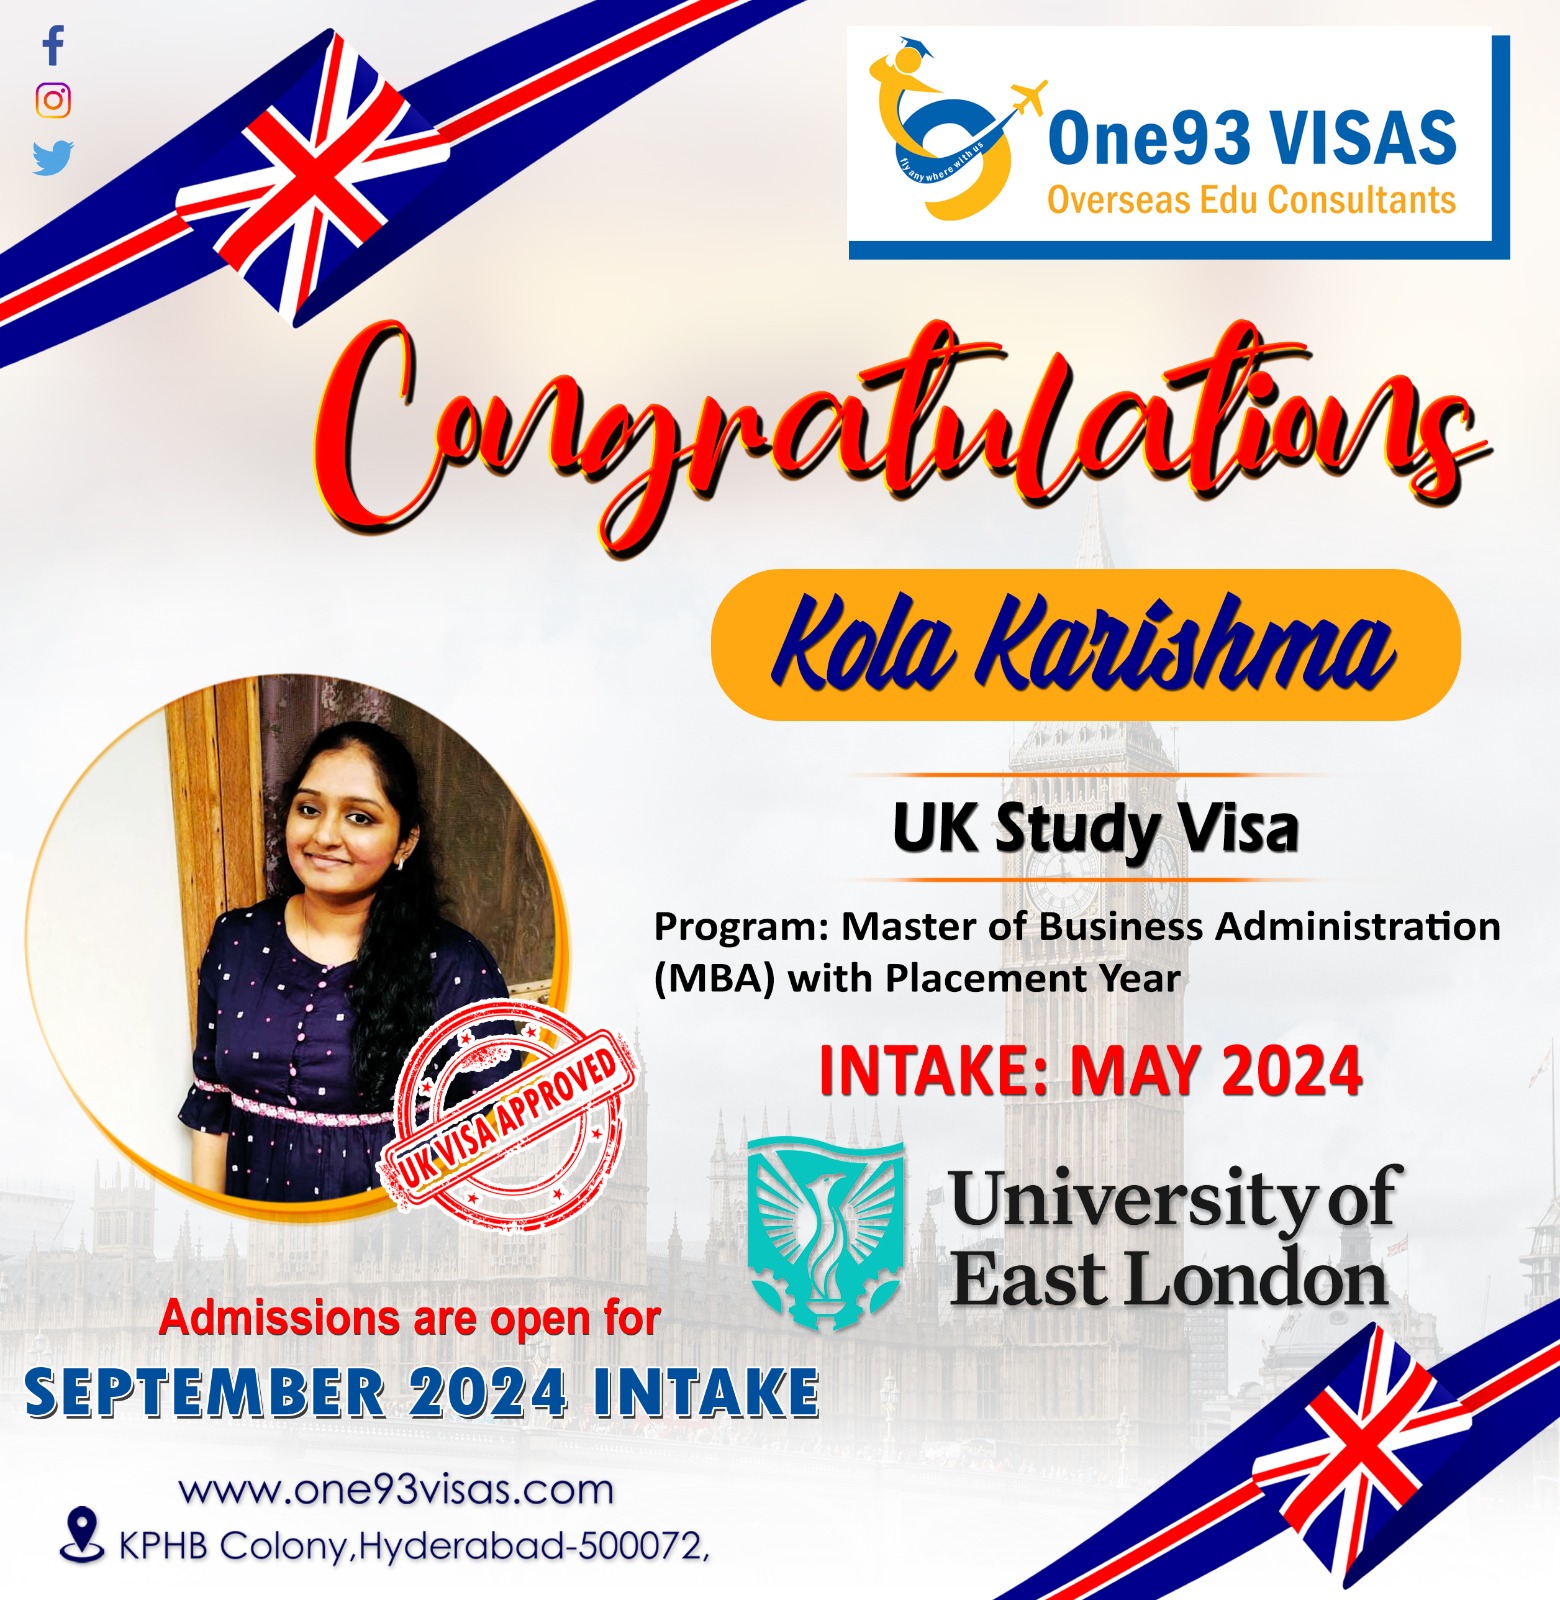 fly any where with us
One93 VISAS
Overseas Edu Consultants
Congratulations
Kola Karishma
UK Study Visa
Program: Master of Business Administration
(MBA) with Placement Year
INTAKE: MAY 2024
UK VISA APPROVED
University of
East London
Admissions are open for
SEPTEMBER 2024 INTAKE
www.one93visas.com
KPHB Colony,Hyderabad-500072,